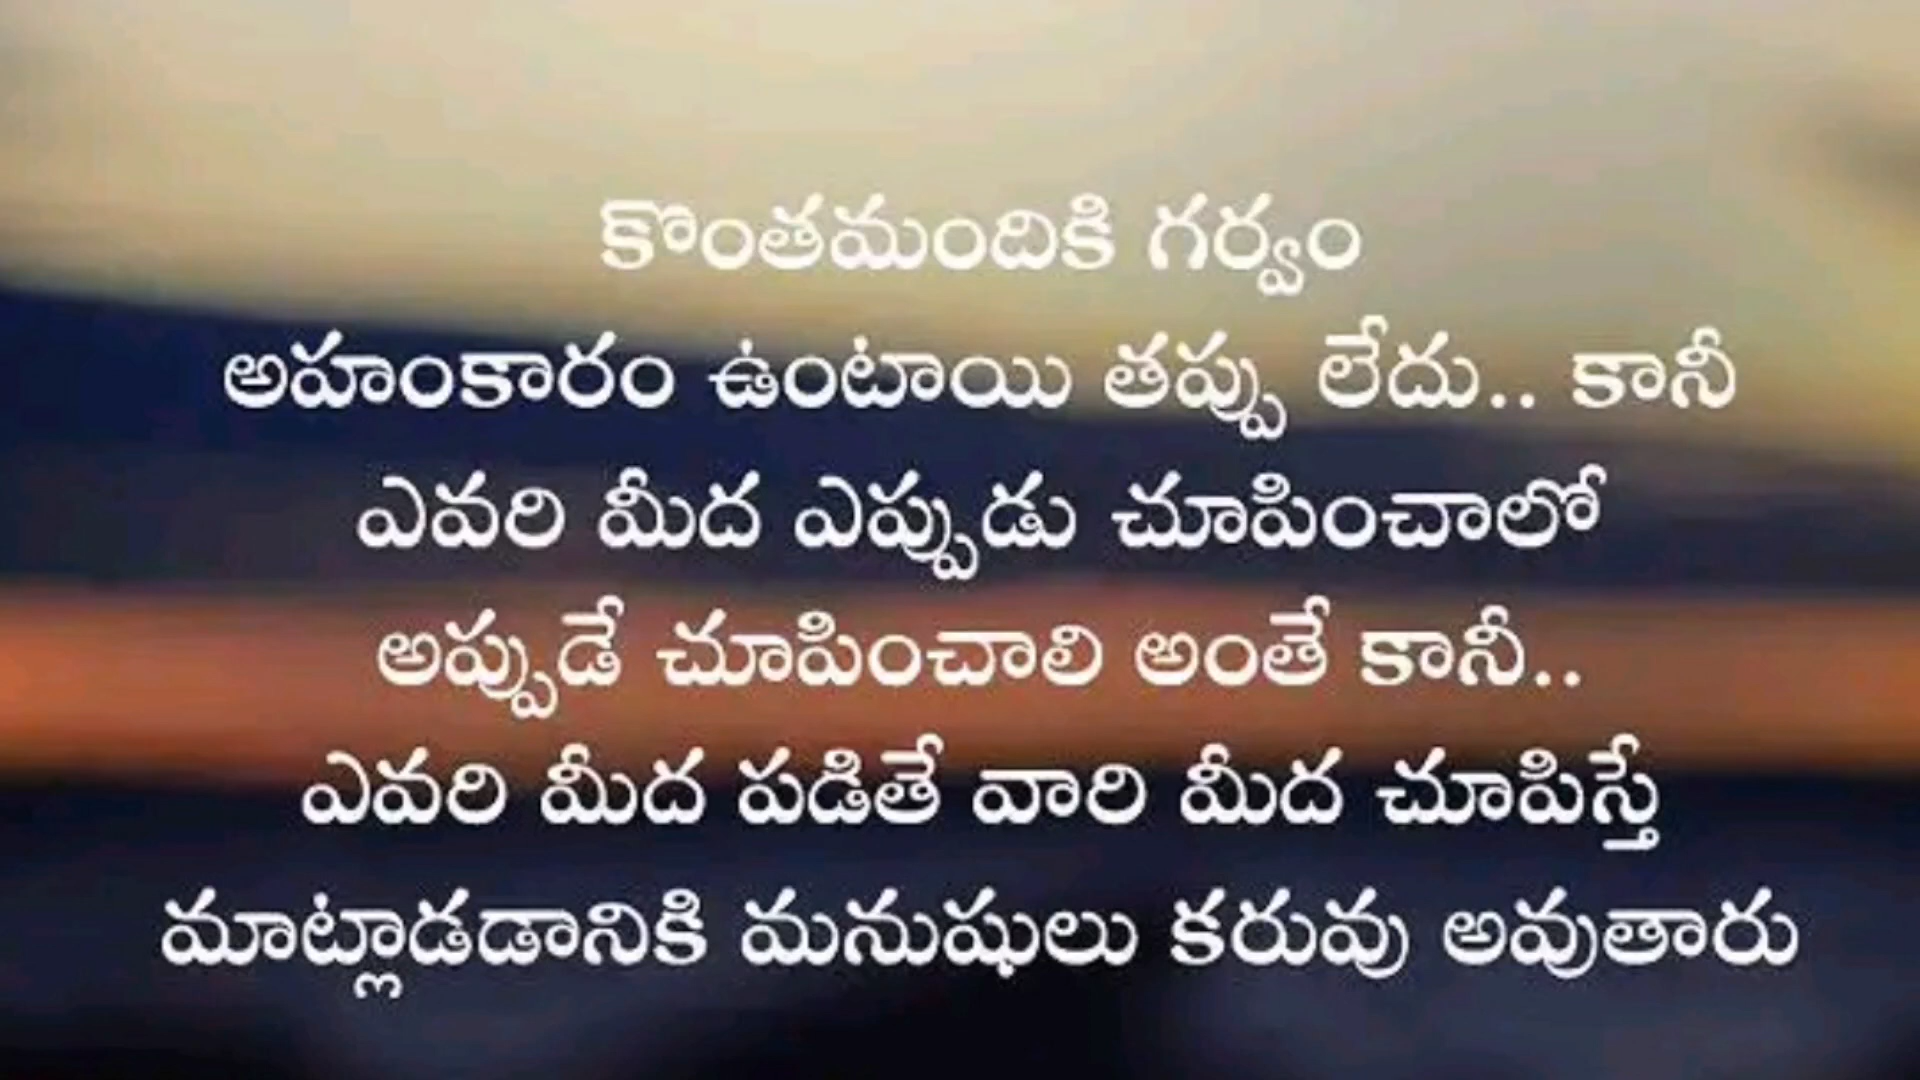 కొంతమందికి గర్వం
అహంకారం ఉంటాయి తప్పు లేదు.. కానీ
ఎవరి మీద ఎప్పుడు చూపించాలో
అప్పుడే చూపించాలి అంతే కానీ..
ఎవరి మీద పడితే వారి మీద చూపిస్తే
మాట్లాడడానికి మనుషులు కరువు అవుతారు